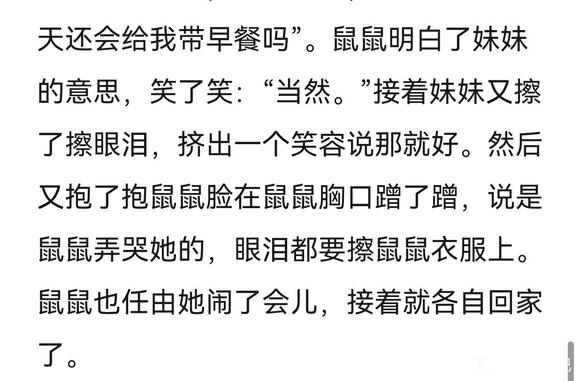 天还会给我带早餐吗”。鼠鼠明白了妹妹
的意思，笑了笑：“当然。”接着妹妹又擦
了擦眼泪，挤出一个笑容说那就好。然后
又抱了抱鼠鼠脸在鼠鼠胸口蹭了蹭，说是
鼠鼠弄哭她的，眼泪都要擦鼠鼠衣服上。
鼠鼠也任由她闹了会儿，接着就各自回家
了。